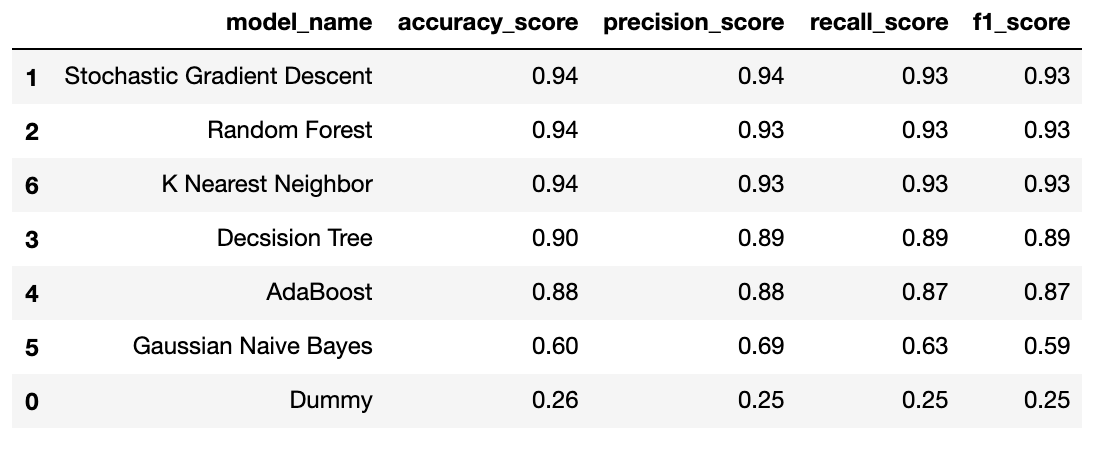 model_name accuracy_score precision_score recall_score f1_score
1 Stochastic Gradient Descent 0.94 0.94 0.93 0.93
2 Random Forest 0.94 0.93 0.93 0.93
6 K Nearest Neighbor 0.94 0.93 0.93 0.93
3 Decsision Tree 0.90 0.89 0.89 0.89
4 AdaBoost 0.88 0.88 0.87 0.87
5 Gaussian Naive Bayes 0.60 0.69 0.63 0.59
0 Dummy 0.26 0.25 0.25 0.25